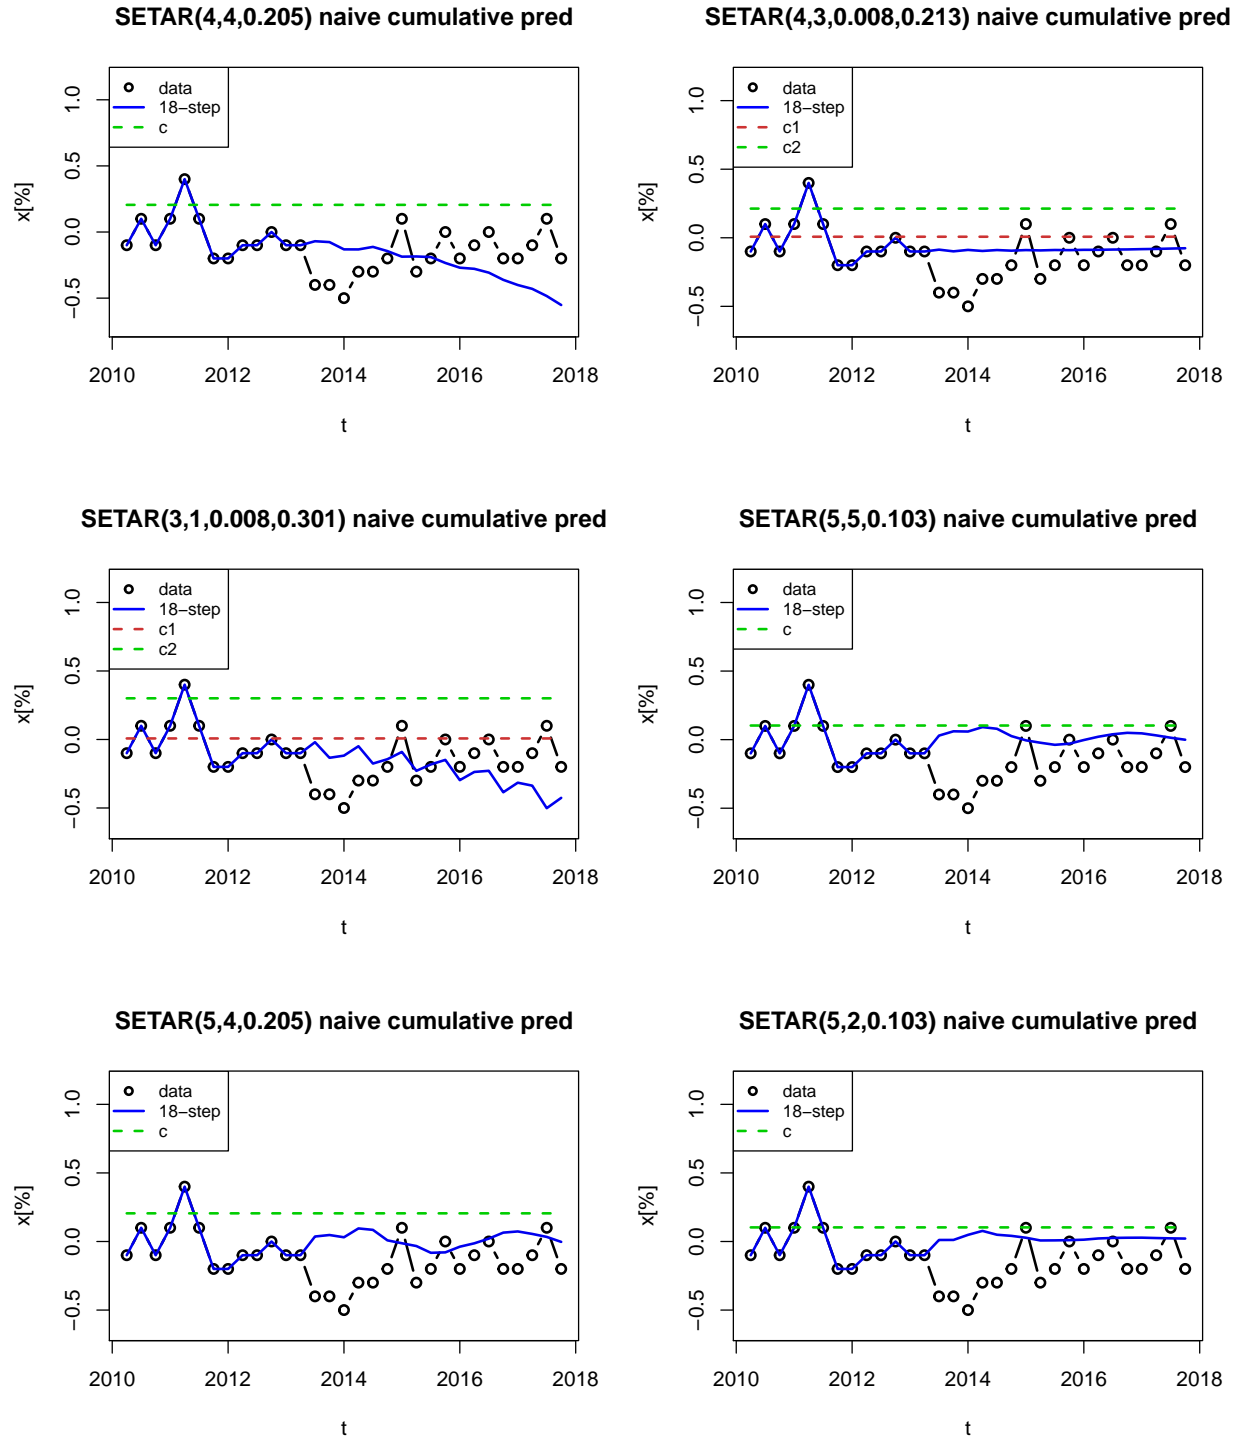 SETAR(4,4,0.205) naive cumulative pred
data
18−step
c
x[%]
1.0
0.5
0.0
−0.5
2010 2012 2014 2016 2018
t
SETAR(4,3,0.008,0.213) naive cumulative pred
data
18−step
c1
c2
x[%]
1.0
0.5
0.0
−0.5
2010 2012 2014 2016 2018
t
SETAR(3,1,0.008,0.301) naive cumulative pred
data
18−step
c1
c2
x[%]
1.0
0.5
0.0
−0.5
2010 2012 2014 2016 2018
t
SETAR(5,5,0.103) naive cumulative pred
data
18−step
c
x[%]
1.0
0.5
0.0
−0.5
2010 2012 2014 2016 2018
t
SETAR(5,4,0.205) naive cumulative pred
data
18−step
c
x[%]
1.0
0.5
0.0
−0.5
2010 2012 2014 2016 2018
t
SETAR(5,2,0.103) naive cumulative pred
data
18−step
c
x[%]
1.0
0.5
0.0
−0.5
2010 2012 2014 2016 2018
t